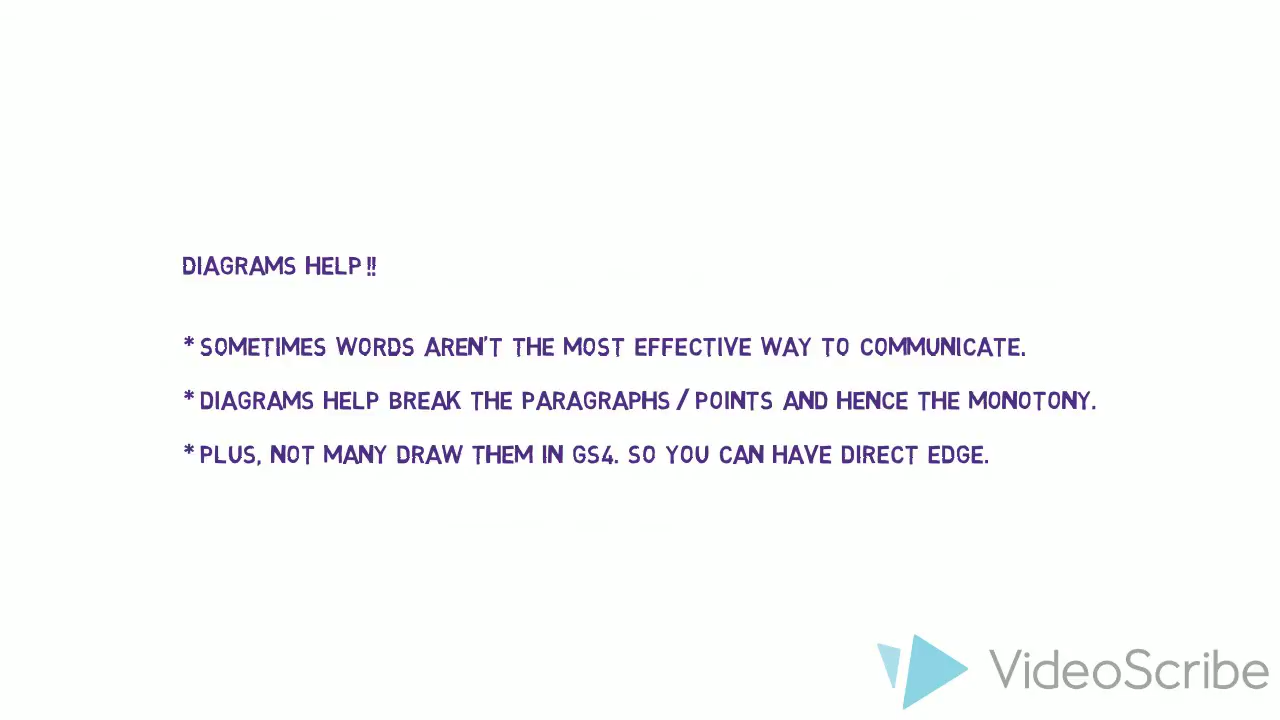 DIAGRAMS HELP!!
* SOMETIMES WORDS AREN'T THE MOST EFFECTIVE WAY TO COMMUNICATE.
* DIAGRAMS HELP BREAK THE PARAGRAPHS / POINTS AND HENCE THE MONOTONY.
* PLUS, NOT MANY DRAW THEM IN GS4. SO YOU CAN HAVE DIRECT EDGE.
VideoScribe